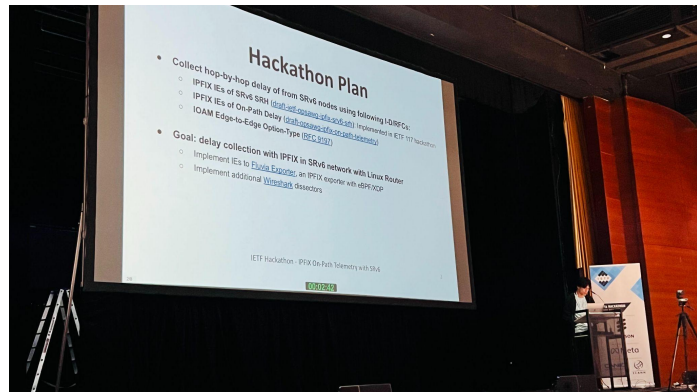 Hackathon Plan
• Collect hop-by-hop delay of from SRv6 nodes using following I-D/RFCs:
○ IPFIX IEs of SRv6 SRH (draft-ietf-opsawg-ipfix-srv6-srh): Implemented in IETF 117 hackathon
○ IPFIX IEs of On-Path Delay (draft-opsawg-ipfix-on-path-telemetry)
○ IOAM Edge-to-Edge Option-Type (RFC 9197)
• Goal: delay collection with IPFIX in SRv6 network with Linux Router
○ Implement IEs to Fluvia Exporter, an IPFIX exporter with eBPF/XDP
○ Implement additional Wireshark dissectors
IETF Hackathon - IPFIX On-Path Telemetry with SRv6
00:02:42
HACKATHON